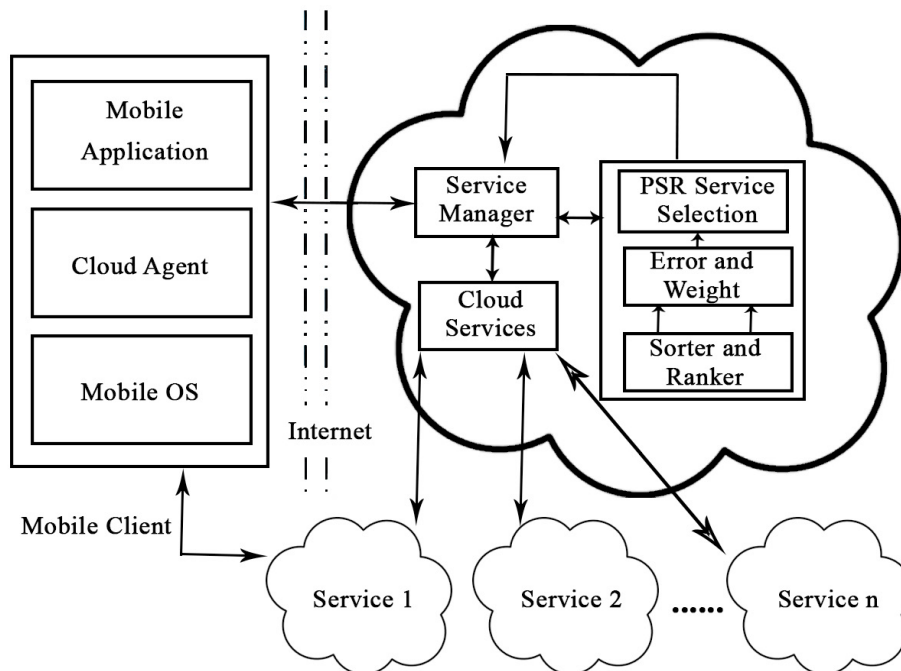 Mobile
Application
Cloud Agent
Mobile OS
Mobile Client
Internet
Service
Manager
Cloud
Services
PSR Service
Selection
Error and
Weight
Sorter and
Ranker
Service 1
Service 2
......
Service n